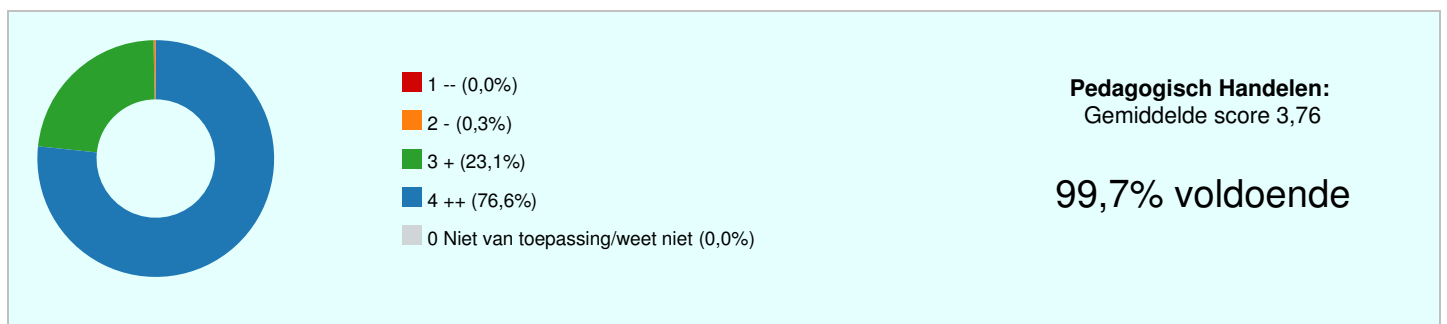 1 -- (0,0%)
2 - (0,3%)
3 + (23,1%)
4 ++ (76,6%)
0 Niet van toepassing/weet niet (0,0%)
Pedagogisch Handelen:
Gemiddelde score 3,76
99,7% voldoende